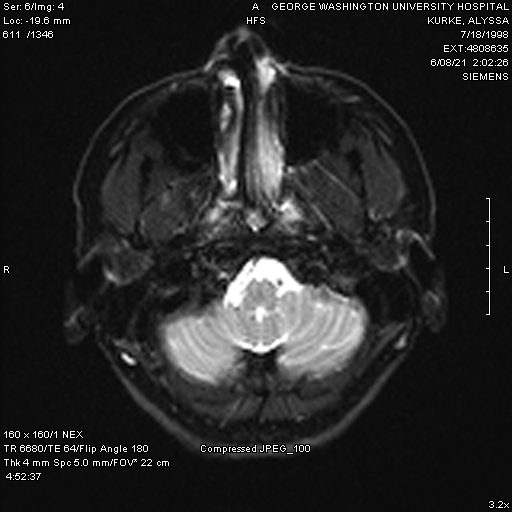 Ser: 6/Img: 4
Loc: -19.6 mm
611 /1346
A
HFS
GEORGE WASHINGTON UNIVERSITY HOSPITAL
KURKE, ALYSSA
7/18/1998
EXT:4808635
6/08/21 2:02:26
SIEMENS
R
L
160 x 160/1 NEX
TR 6680/TE 64/Flip Angle 180
Thk 4 mm Spc 5.0 mm/FOV° 22 cm
4:52:37
Compressed JPEG_100
3.2x